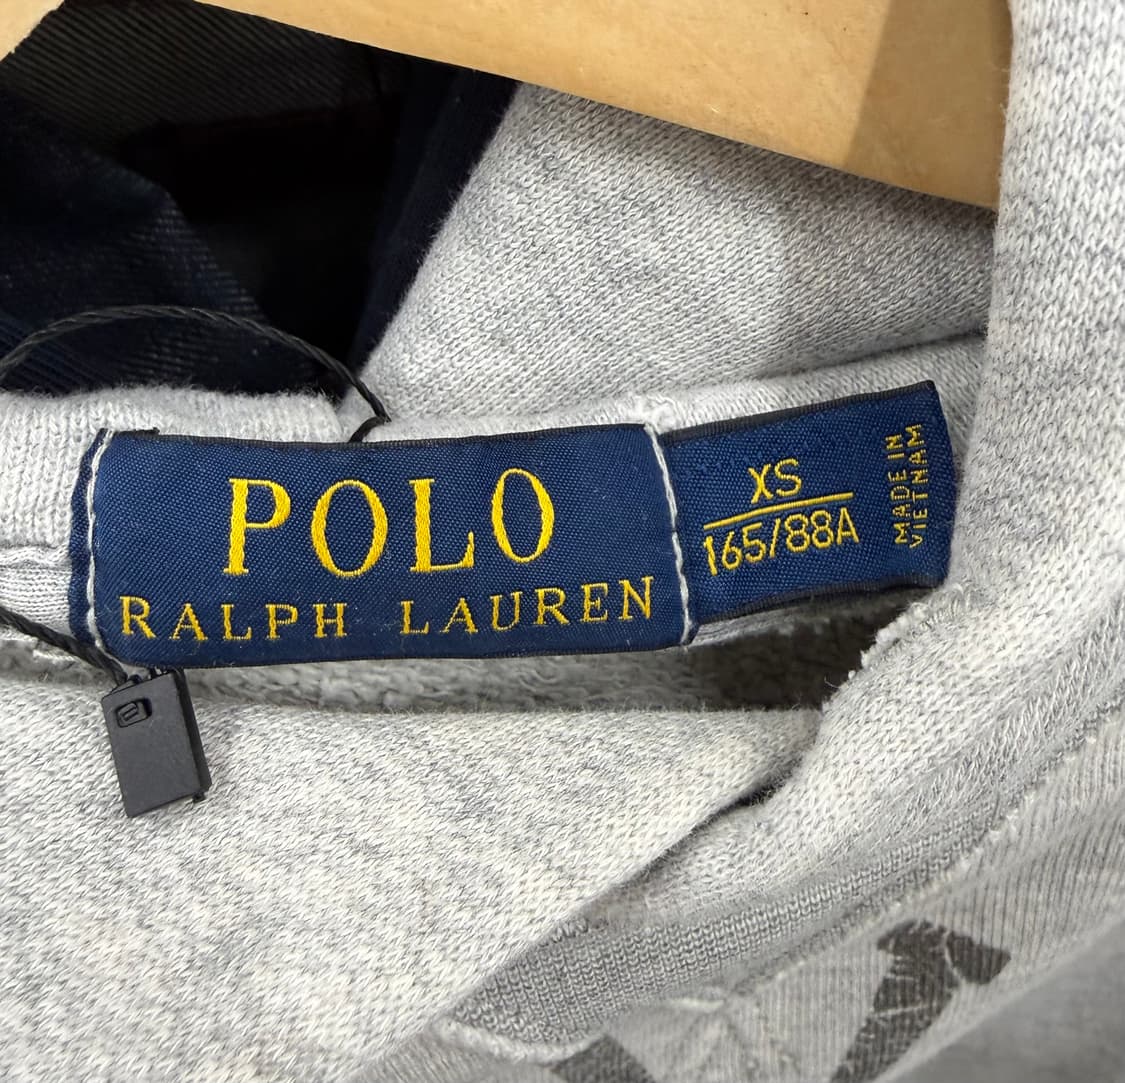 POLO
RALPH LAUREN
XS
165/88A
MADE IN
VIETNAM